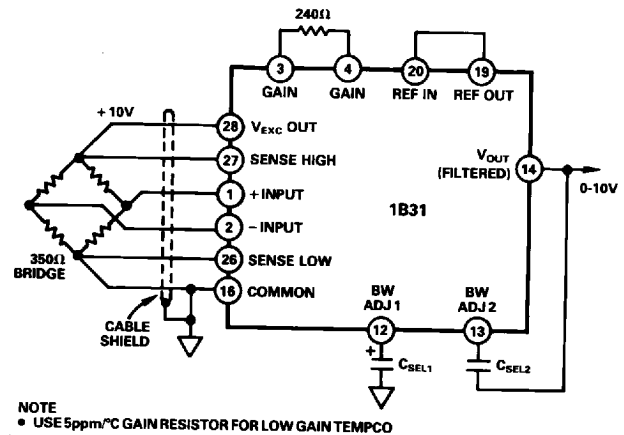 240Ω
3
4
20
19
GAIN
GAIN
REF IN
REF OUT
+10V
28
VEXC OUT
27
SENSE HIGH
VOUT
(FILTERED)
14
0-10V
1
+INPUT
1B31
2
-INPUT
350Ω
BRIDGE
26
SENSE LOW
16
COMMON
CABLE
SHIELD
BW
ADJ 1
BW
ADJ 2
12
13
+
CSEL1
CSEL2
NOTE
• USE 5ppm/°C GAIN RESISTOR FOR LOW GAIN TEMPCO